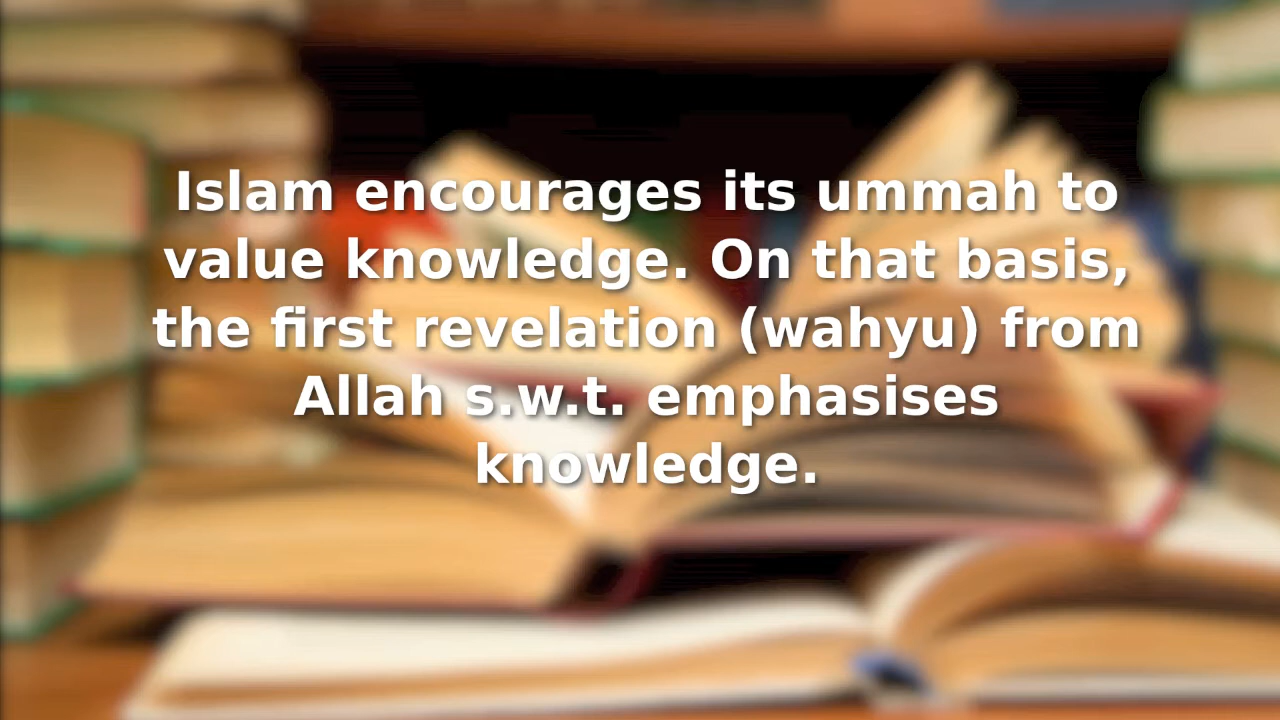 Islam encourages its ummah to
value knowledge. On that basis,
the first revelation (wahyu) from
Allah s.w.t. emphasises
knowledge.